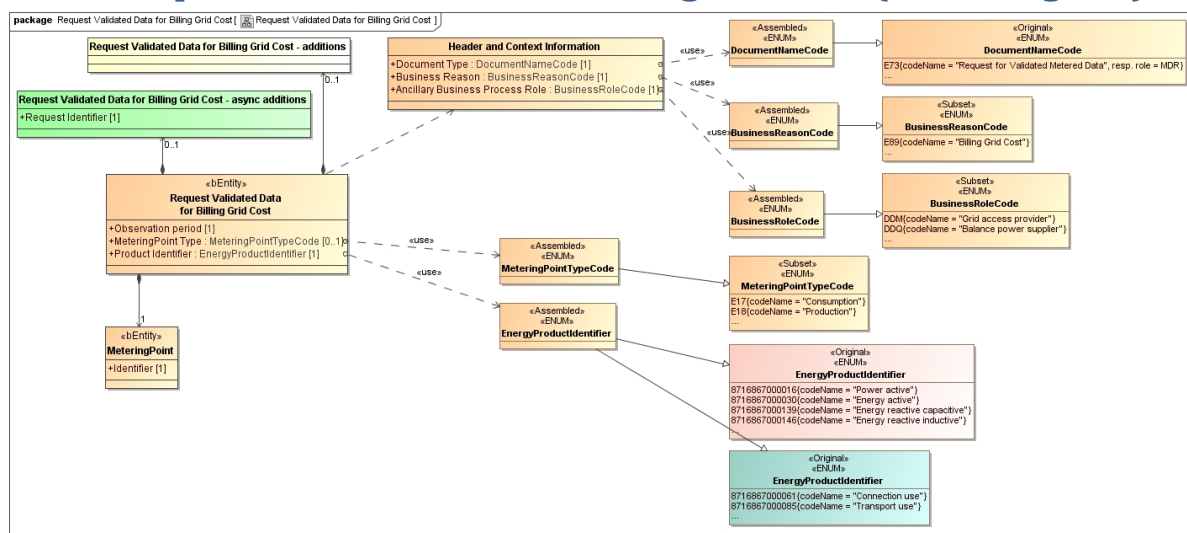 package Request Validated Data for Billing Grid Cost [ Request Validated Data for Billing Grid Cost ]
Request Validated Data for Billing Grid Cost - additions
0..1
Request Validated Data for Billing Grid Cost - async additions
+Request Identifier [1]
0..1
Header and Context Information
+Document Type : DocumentNameCode [1]
+Business Reason : BusinessReasonCode [1]
+Ancillary Business Process Role : BusinessRoleCode [1]
«use»
«use»
«use»
«Assembled»
«ENUM»
DocumentNameCode
«Original»
«ENUM»
DocumentNameCode
E73{codeName = "Request for Validated Metered Data", resp. role = MDR}
...
«Assembled»
«ENUM»
BusinessReasonCode
«Subset»
«ENUM»
BusinessReasonCode
E89{codeName = "Billing Grid Cost"}
...
«Assembled»
«ENUM»
BusinessRoleCode
«Subset»
«ENUM»
BusinessRoleCode
DDM{codeName = "Grid access provider"}
DDQ{codeName = "Balance power supplier"}
...
«bEntity»
Request Validated Data
for Billing Grid Cost
+Observation period [1]
+MeteringPoint Type : MeteringPointTypeCode [0..1]
+Product Identifier : EnergyProductIdentifier [1]
«use»
«use»
1
«bEntity»
MeteringPoint
+Identifier [1]
«Assembled»
«ENUM»
MeteringPointTypeCode
«Subset»
«ENUM»
MeteringPointTypeCode
E17{codeName = "Consumption"}
E18{codeName = "Production"}
...
«Assembled»
«ENUM»
EnergyProductIdentifier
«Original»
«ENUM»
EnergyProductIdentifier
8716867000016{codeName = "Power active"}
8716867000030{codeName = "Energy active"}
8716867000139{codeName = "Energy reactive capacitive"}
8716867000146{codeName = "Energy reactive inductive"}
...
«Original»
«ENUM»
EnergyProductIdentifier
8716867000061{codeName = "Connection use"}
8716867000085{codeName = "Transport use"}
...